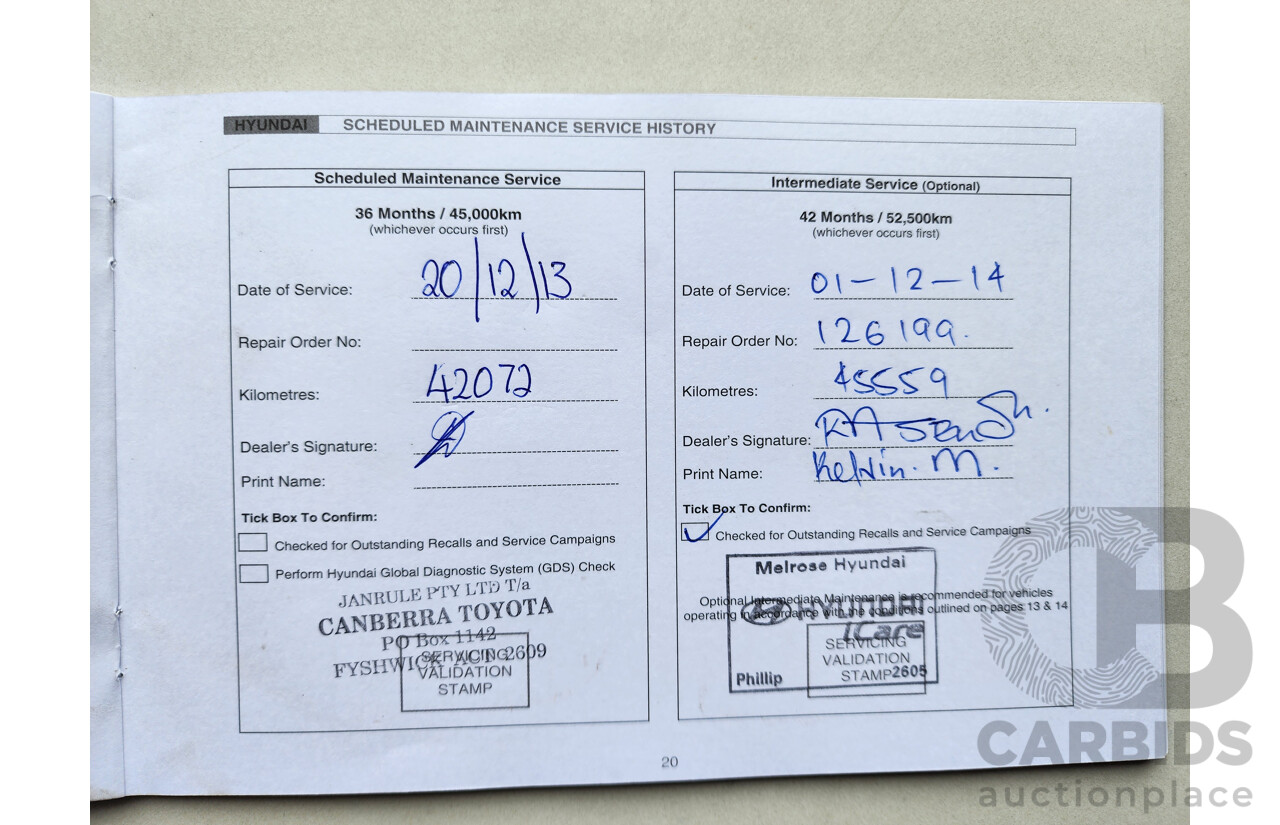 HYUNDAI SCHEDULED MAINTENANCE SERVICE HISTORY
Scheduled Maintenance Service
36 Months / 45,000km
(whichever occurs first)
Date of Service: 20/12/13
Repair Order No:
Kilometres: 42072
Dealer's Signature:
Print Name:
Tick Box To Confirm:
Checked for Outstanding Recalls and Service Campaigns
Perform Hyundai Global Diagnostic System (GDS) Check
JANRULE PTY LTD T/a
CANBERRA TOYOTA
PO Box 1142
FYSHWICK ACT 2609
SERVICING
VALIDATION
STAMP
Intermediate Service (Optional)
42 Months / 52,500km
(whichever occurs first)
Date of Service: 01-12-14
Repair Order No: 126199.
Kilometres: 45559
Dealer's Signature:
Print Name: Kelvin. M.
Tick Box To Confirm:
Checked for Outstanding Recalls and Service Campaigns
Melrose Hyundai
Optional Intermediate Maintenance is recommended for vehicles
operating in accordance with the conditions outlined on pages 13 & 14
HYUNDAI
iCare
SERVICING
VALIDATION
STAMP
Phillip 2605
20
CB
CARBIDS
auctionplace